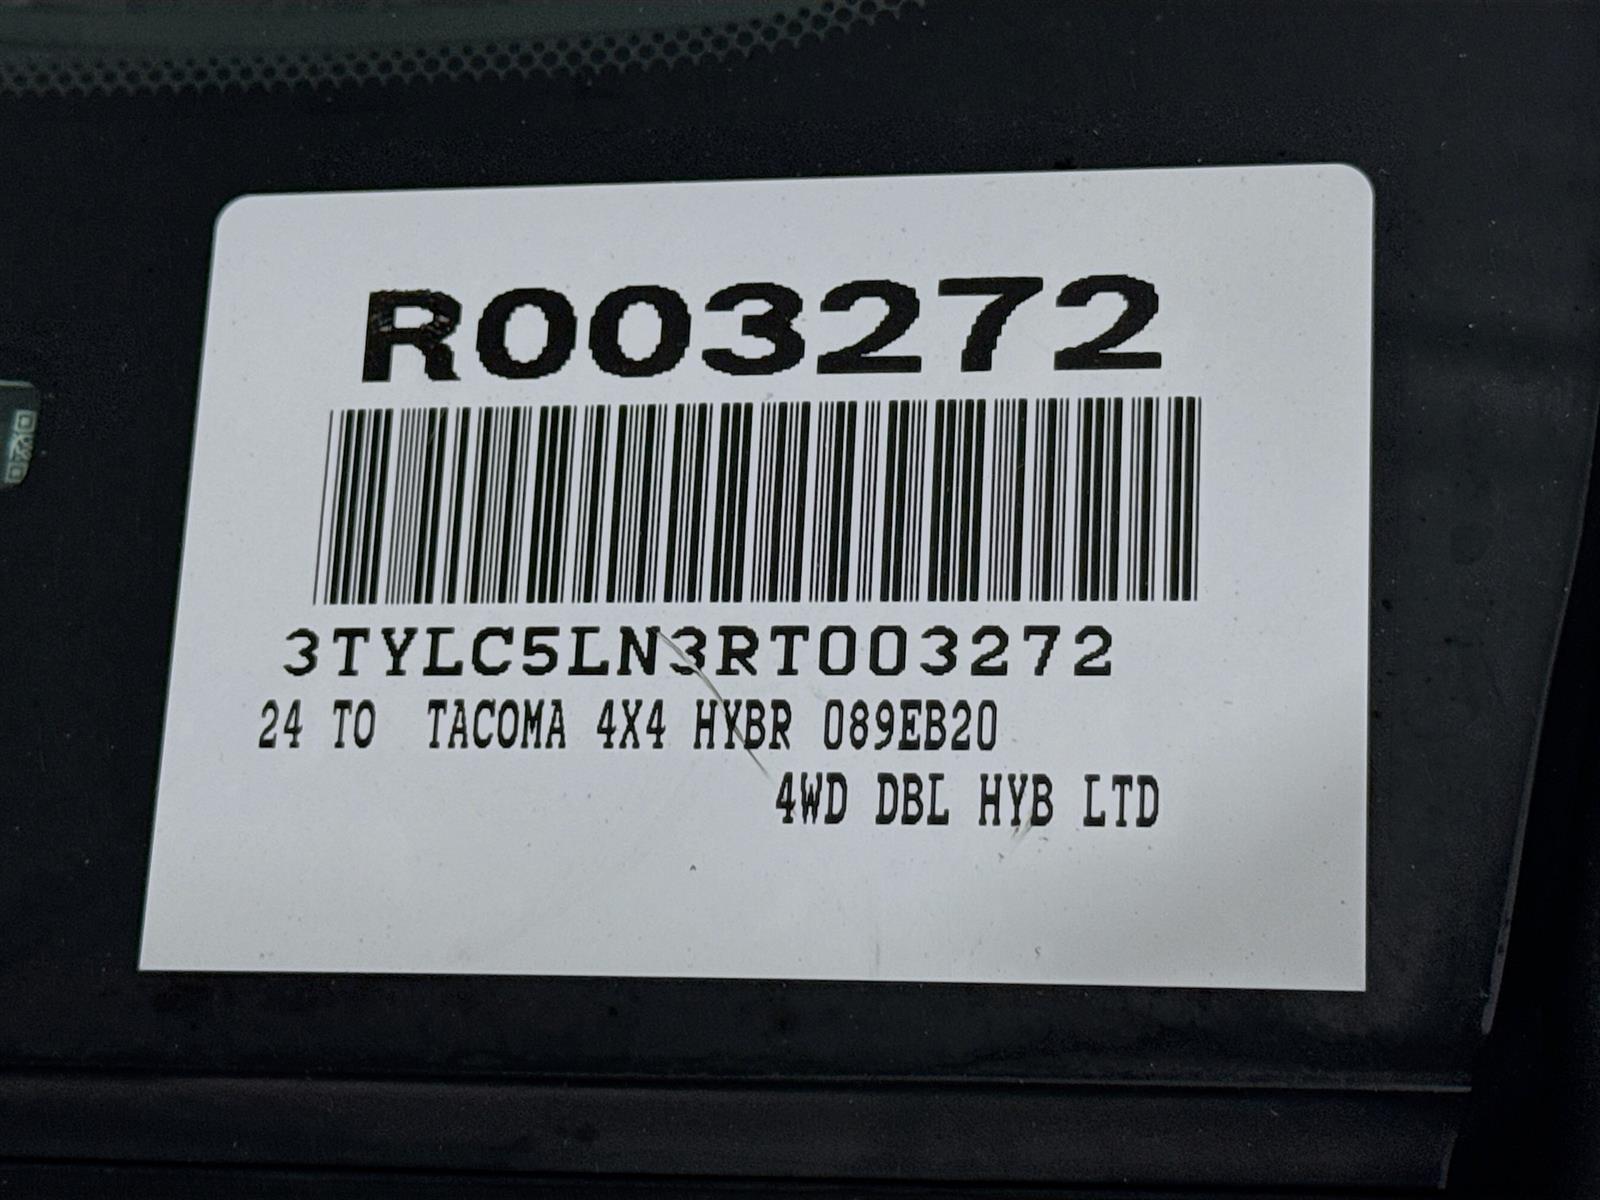 R003272
3TYLC5LN3RT003272
24 TO TACOMA 4X4 HYBR 089EB20
4WD DBL HYB LTD